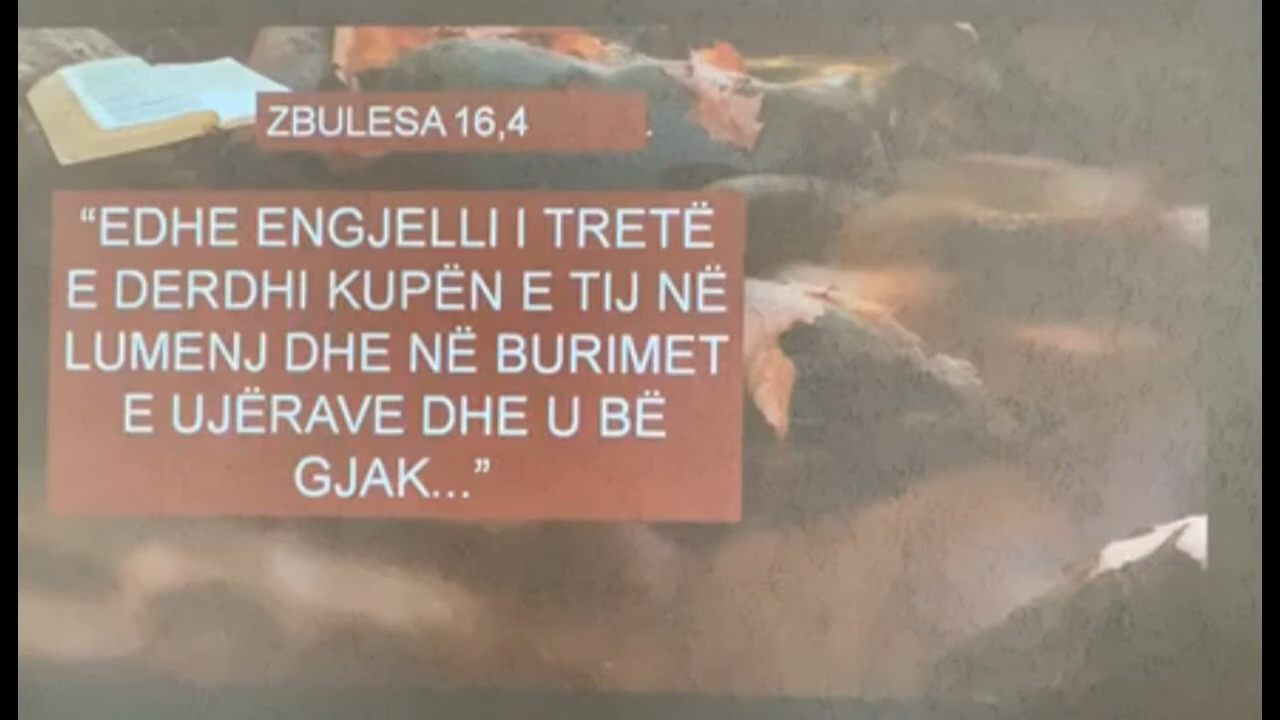 ZBULESA 16,4
“EDHE ENGJELLI I TRETË
E DERDHI KUPËN E TIJ NË
LUMENJ DHE NË BURIMET
E UJËRAVE DHE U BË
GJAK...”